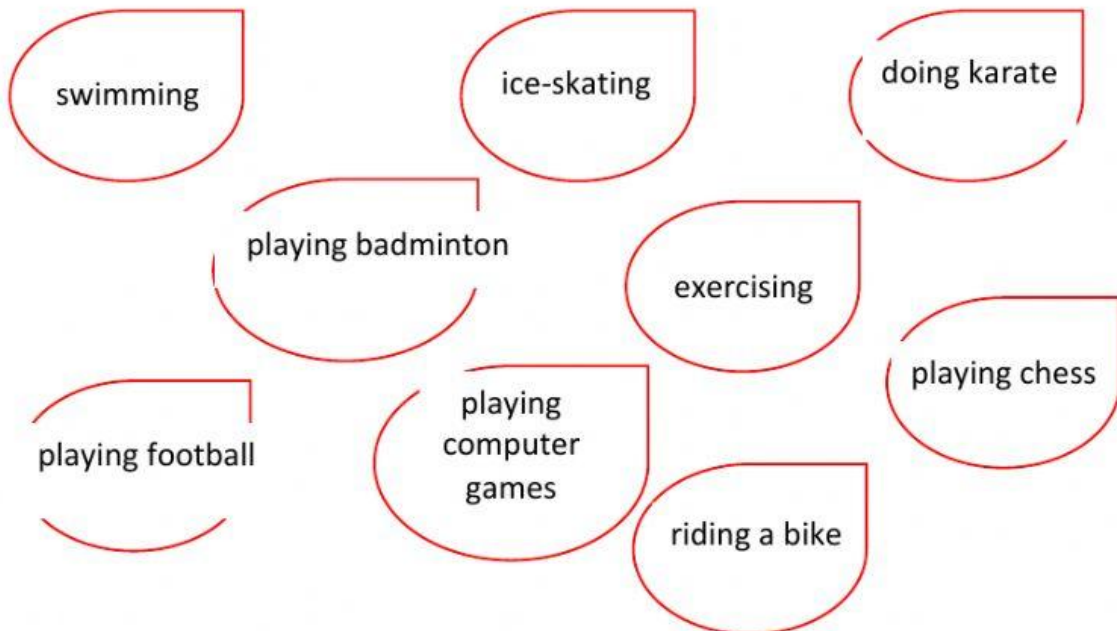 swimming
ice-skating
doing karate
playing badminton
exercising
playing chess
playing football
playing
computer
games
riding a bike